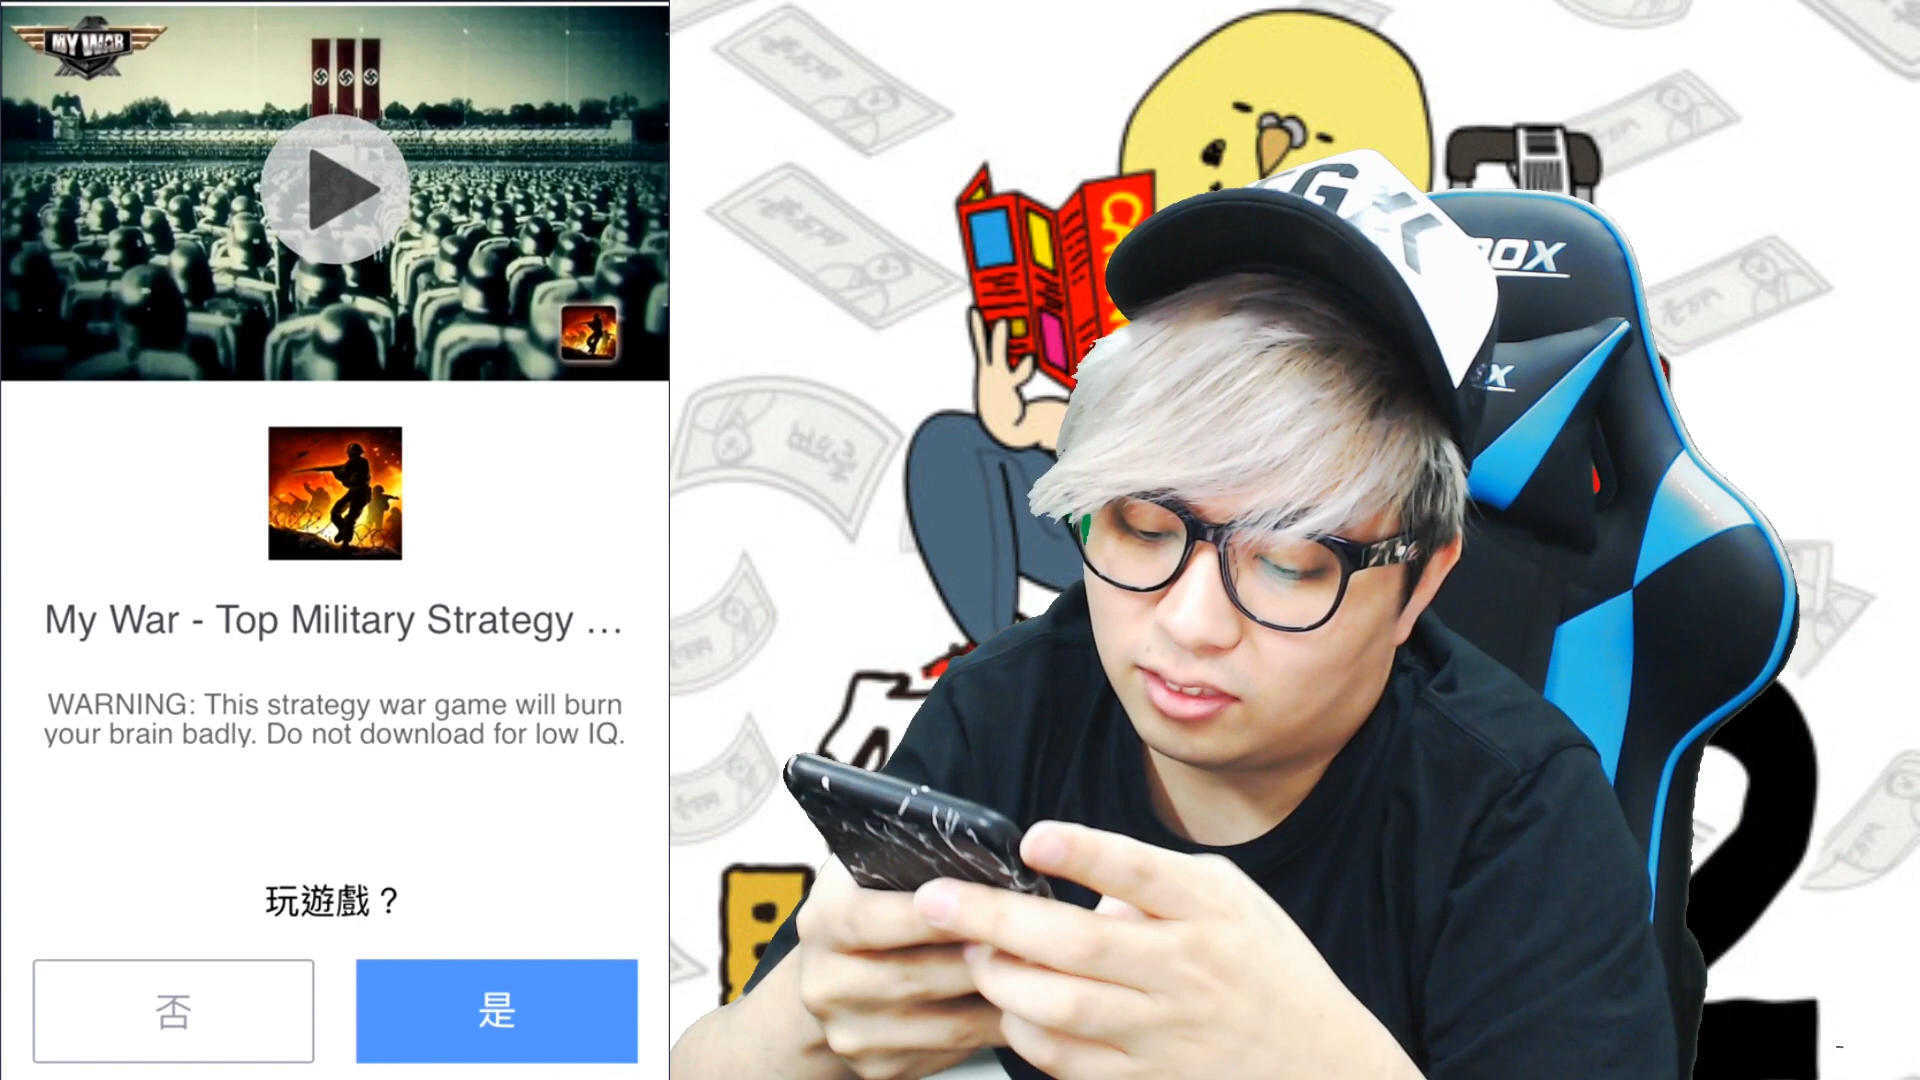 MY WAR
My War - Top Military Strategy ...
WARNING: This strategy war game will burn
your brain badly. Do not download for low IQ.
玩遊戲？
否
是